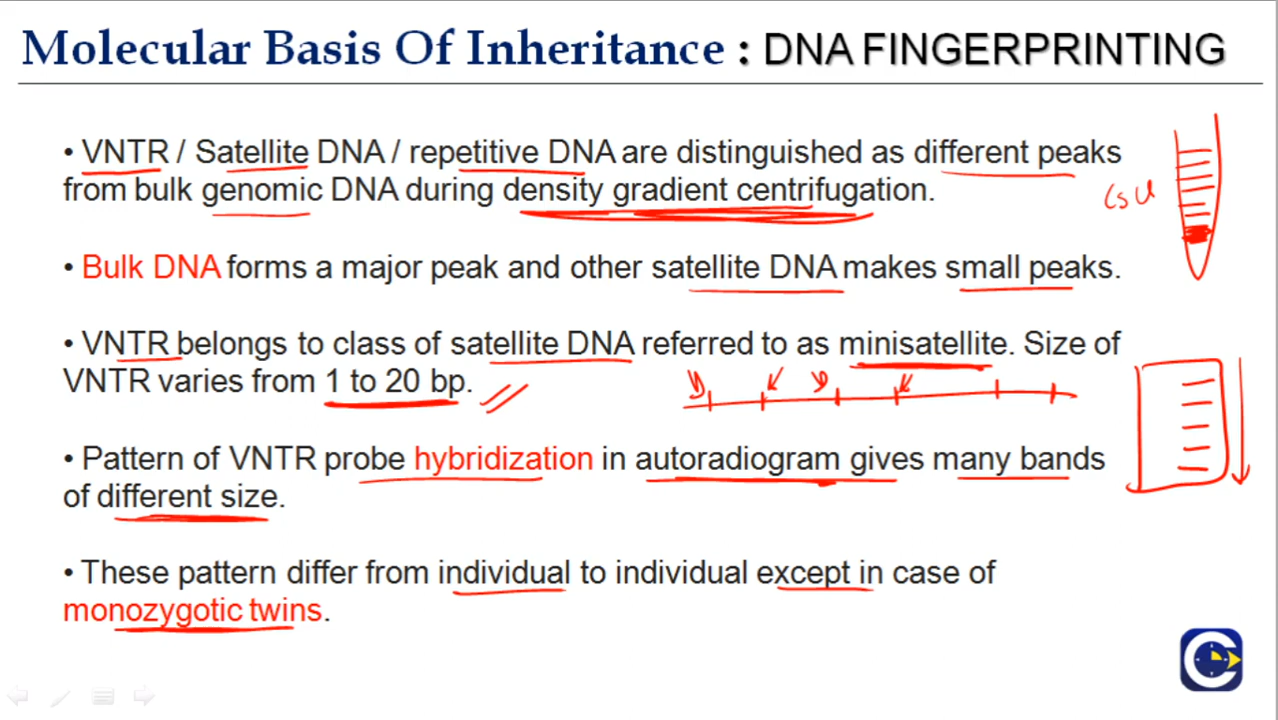 Molecular Basis Of Inheritance : DNA FINGERPRINTING
• VNTR / Satellite DNA / repetitive DNA are distinguished as different peaks
from bulk genomic DNA during density gradient centrifugation.
• Bulk DNA forms a major peak and other satellite DNA makes small peaks.
• VNTR belongs to class of satellite DNA referred to as minisatellite. Size of
VNTR varies from 1 to 20 bp.
• Pattern of VNTR probe hybridization in autoradiogram gives many bands
of different size.
• These pattern differ from individual to individual except in case of
monozygotic twins.